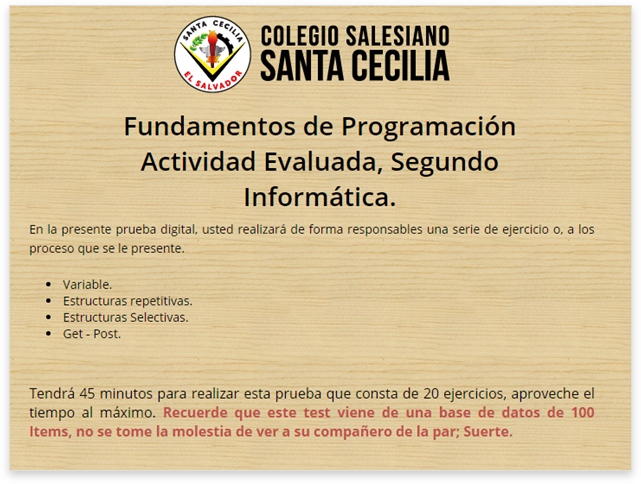 SANTA CECILIA
EL SALVADOR
COLEGIO SALESIANO
SANTA CECILIA
Fundamentos de Programación
Actividad Evaluada, Segundo
Informática.
En la presente prueba digital, usted realizará de forma responsables una serie de ejercicio o, a los
proceso que se le presente.
Variable.
Estructuras repetitivas.
Estructuras Selectivas.
Get - Post.
Tendrá 45 minutos para realizar esta prueba que consta de 20 ejercicios, aproveche el
tiempo al máximo. Recuerde que este test viene de una base de datos de 100
Items, no se tome la molestia de ver a su compañero de la par; Suerte.